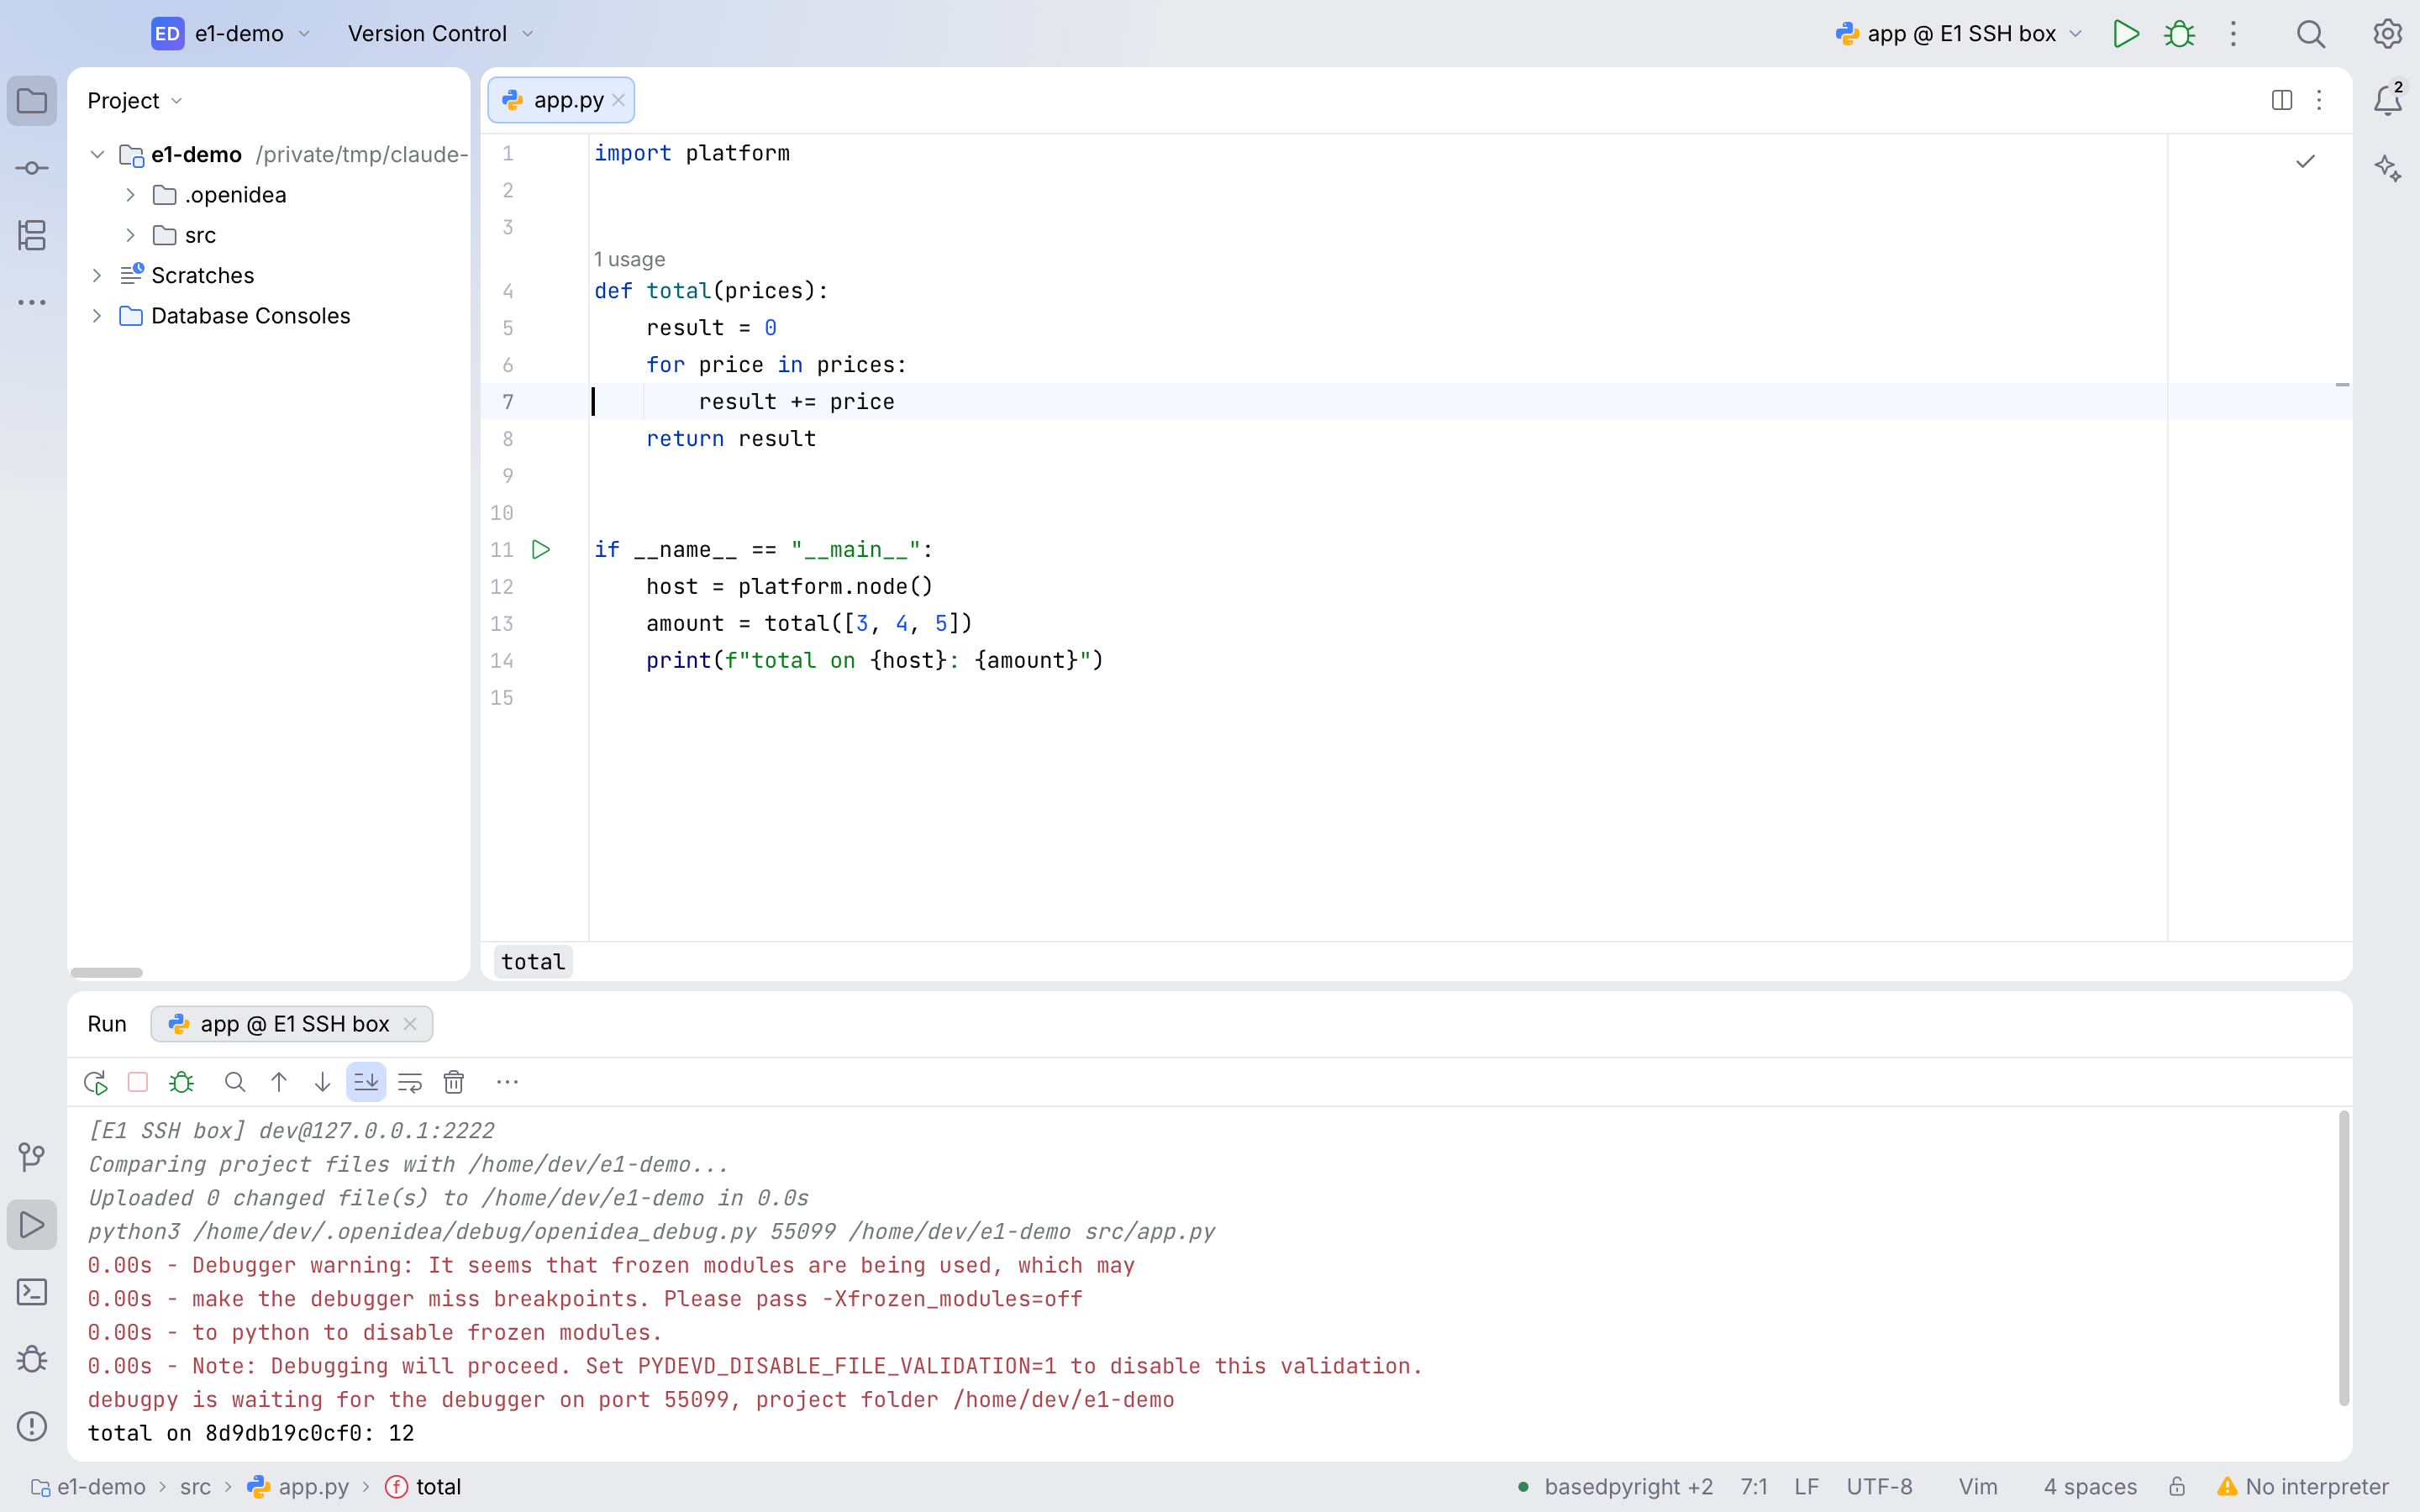 ED e1-demo Version Control app @ E1 SSH box
Project
e1-demo /private/tmp/claude-
.openidea
src
Scratches
Database Consoles
app.py
2
1 import platform
2
3
1 usage
4 def total(prices):
5 result = 0
6 for price in prices:
7 result += price
8 return result
9
10
11 if __name__ == "__main__":
12 host = platform.node()
13 amount = total([3, 4, 5])
14 print(f"total on {host}: {amount}")
15
total
Run app @ E1 SSH box
[E1 SSH box] dev@127.0.0.1:2222
Comparing project files with /home/dev/e1-demo...
Uploaded 0 changed file(s) to /home/dev/e1-demo in 0.0s
python3 /home/dev/.openidea/debug/openidea_debug.py 55099 /home/dev/e1-demo src/app.py
0.00s - Debugger warning: It seems that frozen modules are being used, which may
0.00s - make the debugger miss breakpoints. Please pass -Xfrozen_modules=off
0.00s - to python to disable frozen modules.
0.00s - Note: Debugging will proceed. Set PYDEVD_DISABLE_FILE_VALIDATION=1 to disable this validation.
debugpy is waiting for the debugger on port 55099, project folder /home/dev/e1-demo
total on 8d9db19c0cf0: 12
e1-demo src app.py f total basedpyright +2 7:1 LF UTF-8 Vim 4 spaces No interpreter